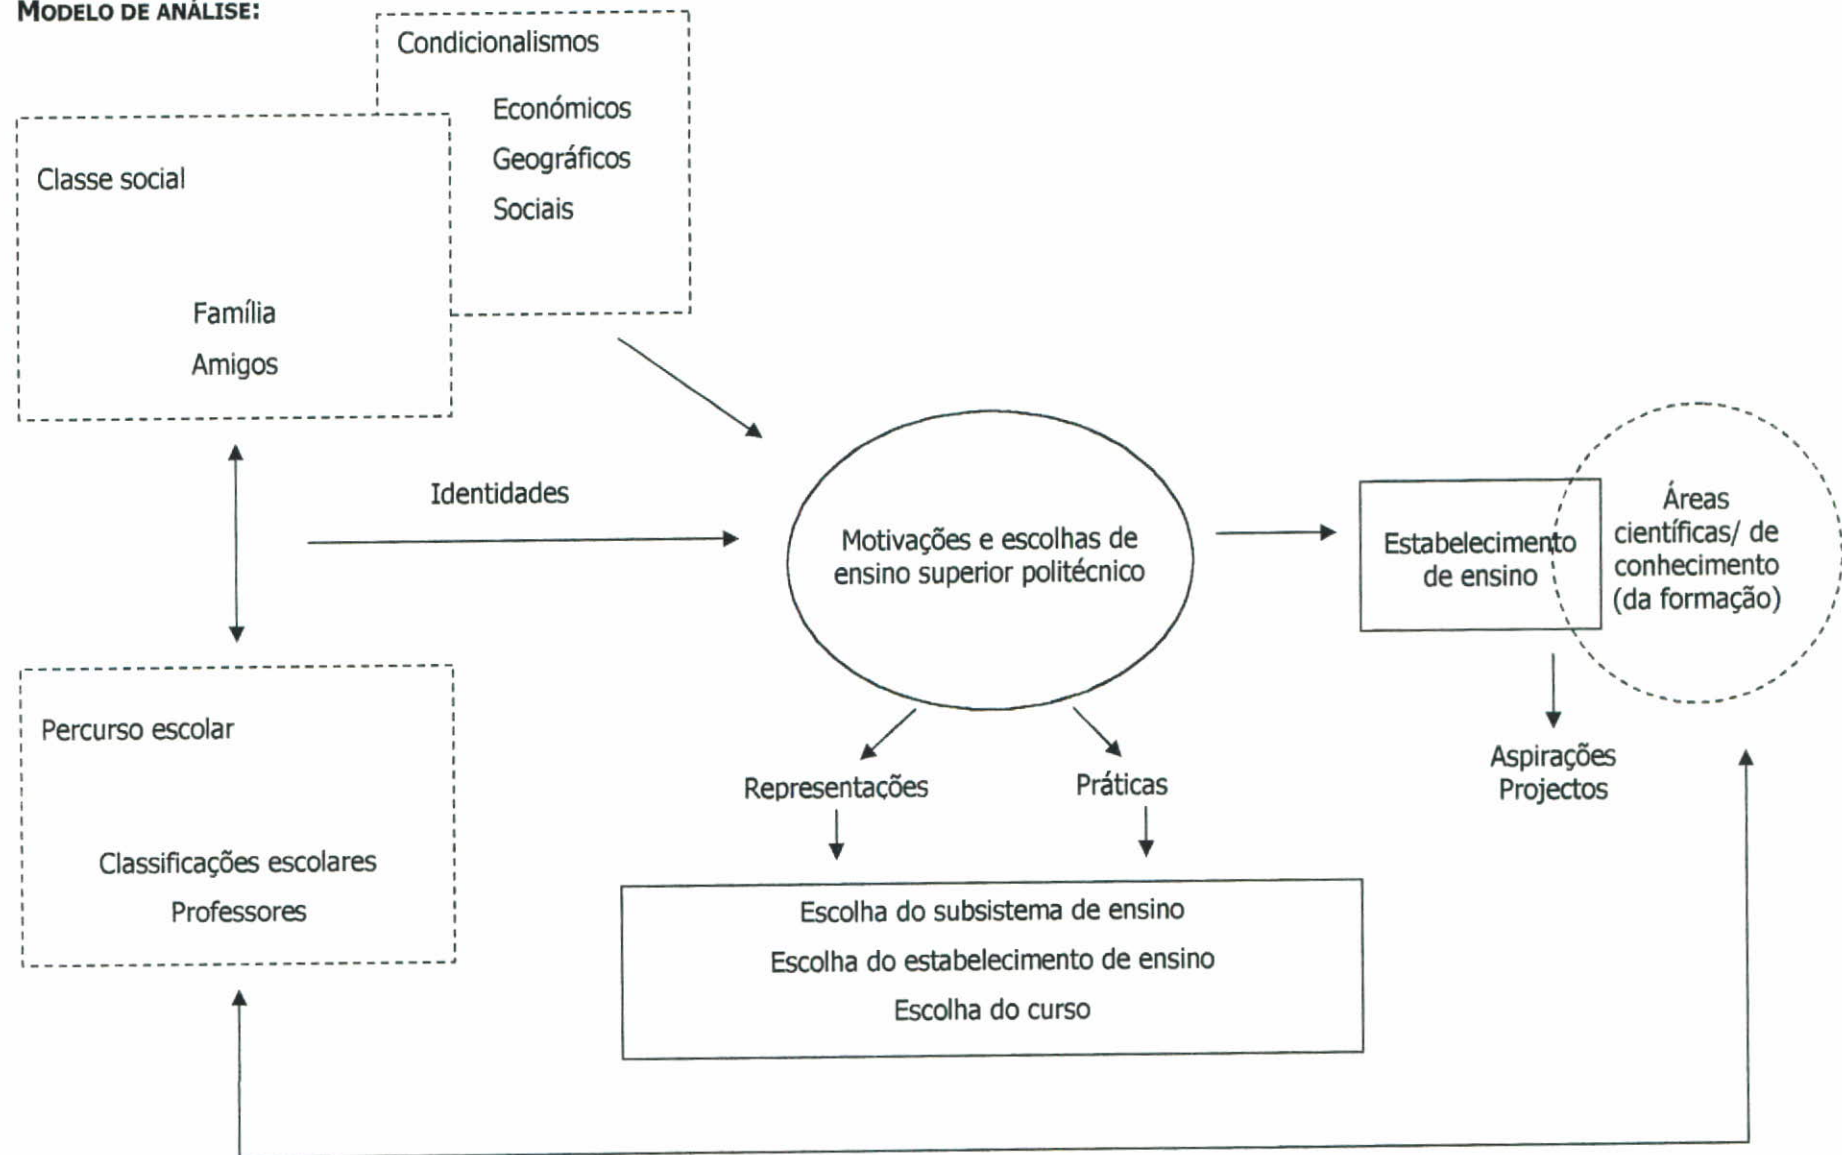 MODELO DE ANÁLISE:
Condicionalismos
Económicos
Geográficos
Sociais
Classe social
Família
Amigos
Identidades
Motivações e escolhas de
ensino superior politécnico
Estabelecimento
de ensino
Áreas
científicas/ de
conhecimento
(da formação)
Percurso escolar
Classificações escolares
Professores
Representações
Práticas
Aspirações
Projectos
Escolha do subsistema de ensino
Escolha do estabelecimento de ensino
Escolha do curso